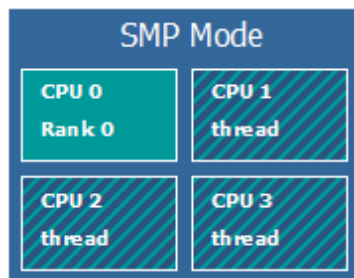 SMP Mode
CPU 0
Rank 0
CPU 1
thread
CPU 2
thread
CPU 3
thread